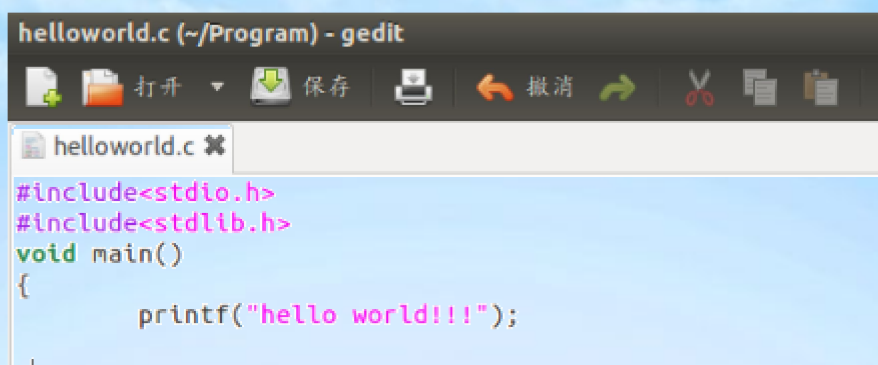 helloworld.c (~/Program) - gedit
打开 保存 撤消
helloworld.c
#include<stdio.h>
#include<stdlib.h>
void main()
{
        printf("hello world!!!");